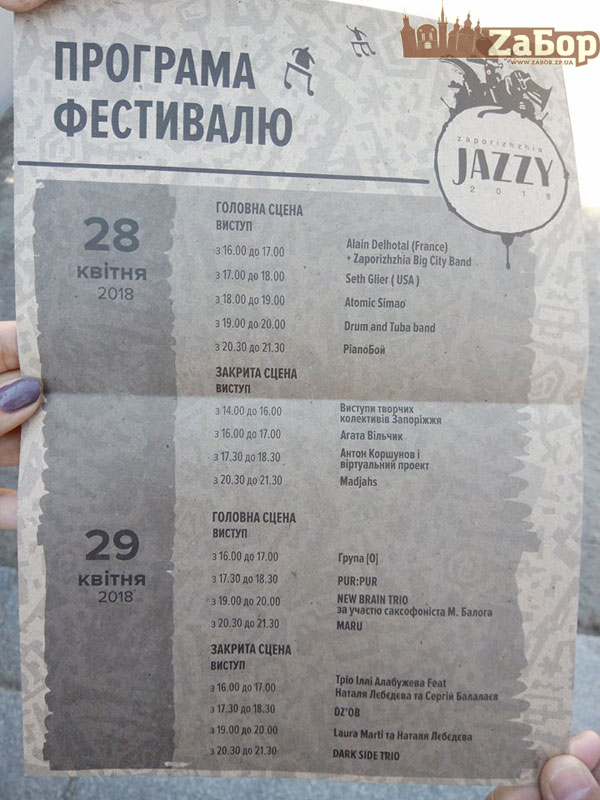 ZaБор
WWW.ZABOR.ZP.UA
ПРОГРАМА
ФЕСТИВАЛЮ
zaporizhzhia
JAZZY
2018
28
квітня
2018
ГОЛОВНА СЦЕНА
ВИСТУП
з 16.00 до 17.00 Alain Delhotal (France)
+ Zaporizhzhia Big City Band
з 17.00 до 18.00 Seth Glier ( USA )
з 18.00 до 19.00 Atomic Simao
з 19.00 до 20.00 Drum and Tuba band
з 20.30 до 21.30 PianoБой
ЗАКРИТА СЦЕНА
ВИСТУП
з 14.00 до 16.00 Виступи творчих
колективів Запоріжжя
з 16.00 до 17.00 Агата Вільчик
з 17.30 до 18.30 Антон Коршунов і
віртуальний проект
з 20.30 до 21.30 Madjahs
29
квітня
2018
ГОЛОВНА СЦЕНА
ВИСТУП
з 16.00 до 17.00 Група [О]
з 17.30 до 18.30 PUR:PUR
з 19.00 до 20.00 NEW BRAIN TRIO
за участю саксофоніста М. Балога
з 20.30 до 21.30 MARU
ЗАКРИТА СЦЕНА
ВИСТУП
з 16.00 до 17.00 Тріо Іллі Алабужева Feat
Наталя Лєбєдєва та Сергій Балалаєв
з 17.30 до 18.30 DZ'OB
з 19.00 до 20.00 Laura Marti та Наталя Лєбєдєва
з 20.30 до 21.30 DARK SIDE TRIO